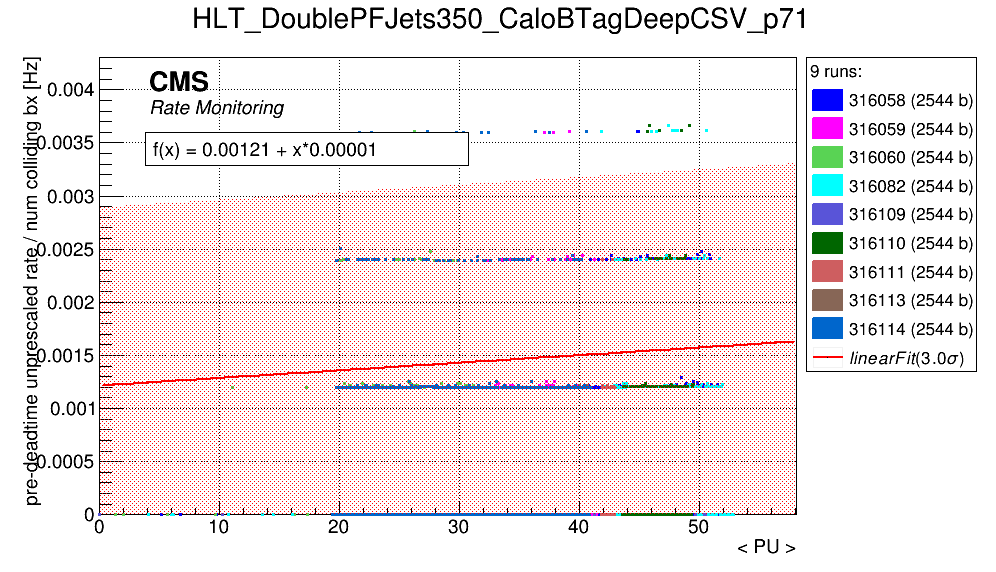 HLT_DoublePFJets350_CaloBTagDeepCSV_p71
pre-deadtime unprescaled rate / num colliding bx [Hz]
CMS
Rate Monitoring
f(x) = 0.00121 + x*0.00001
0.004
0.0035
0.003
0.0025
0.002
0.0015
0.001
0.0005
0
0 10 20 30 40 50
< PU >
9 runs:
316058 (2544 b)
316059 (2544 b)
316060 (2544 b)
316082 (2544 b)
316109 (2544 b)
316110 (2544 b)
316111 (2544 b)
316113 (2544 b)
316114 (2544 b)
linearFit(3.0σ)